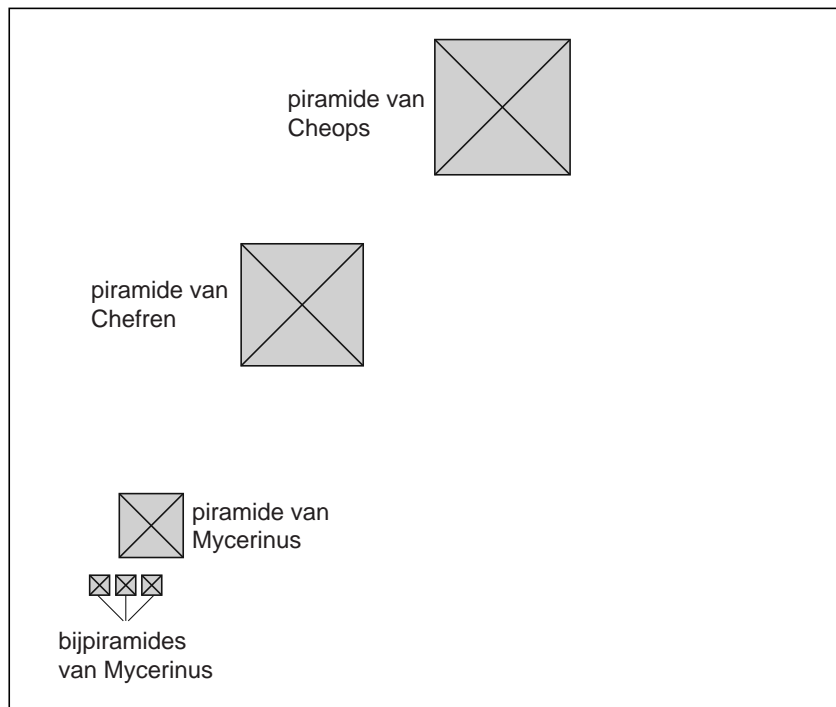 piramide van
Cheops
piramide van
Chefren
piramide van
Mycerinus
bijpiramides
van Mycerinus